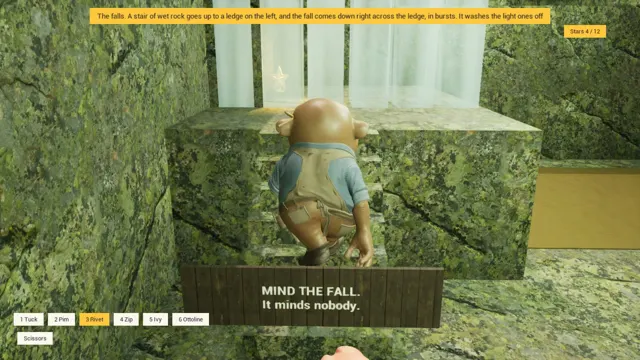 The falls. A stair of wet rock goes up to a ledge on the left, and the fall comes down right across the ledge, in bursts. It washes the light ones off
Stars 4 / 12
MIND THE FALL.
It minds nobody.
1 Tuck 2 Pim 3 Rivet 4 Zip 5 Ivy 6 Ottoline
Scissors